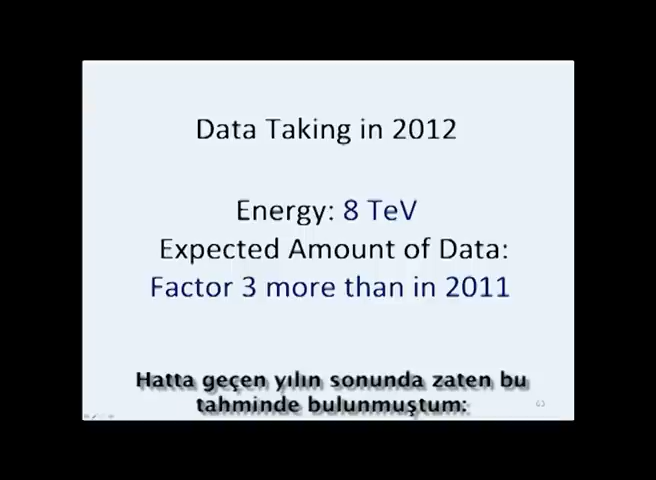 Data Taking in 2012
Energy: 8 TeV
Expected Amount of Data:
Factor 3 more than in 2011
Hatta geçen yılın sonunda zaten bu
tahminde bulunmuştum: